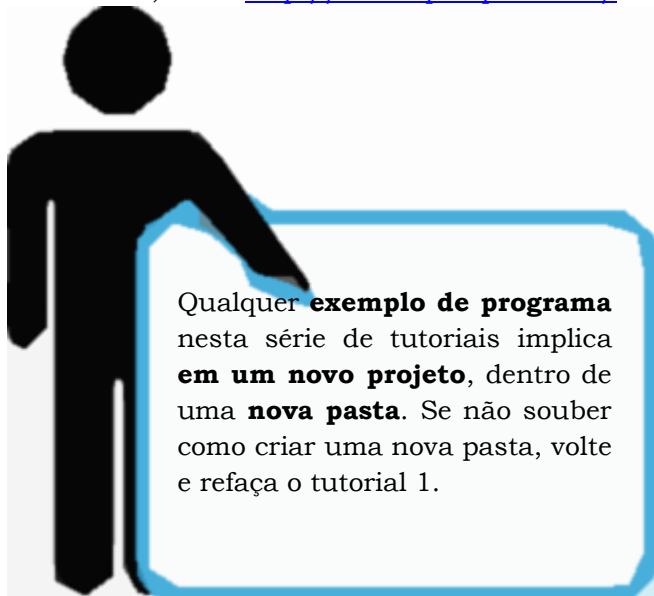 Qualquer exemplo de programa
nesta série de tutoriais implica
em um novo projeto, dentro de
uma nova pasta. Se não souber
como criar uma nova pasta, volte
e refaça o tutorial 1.